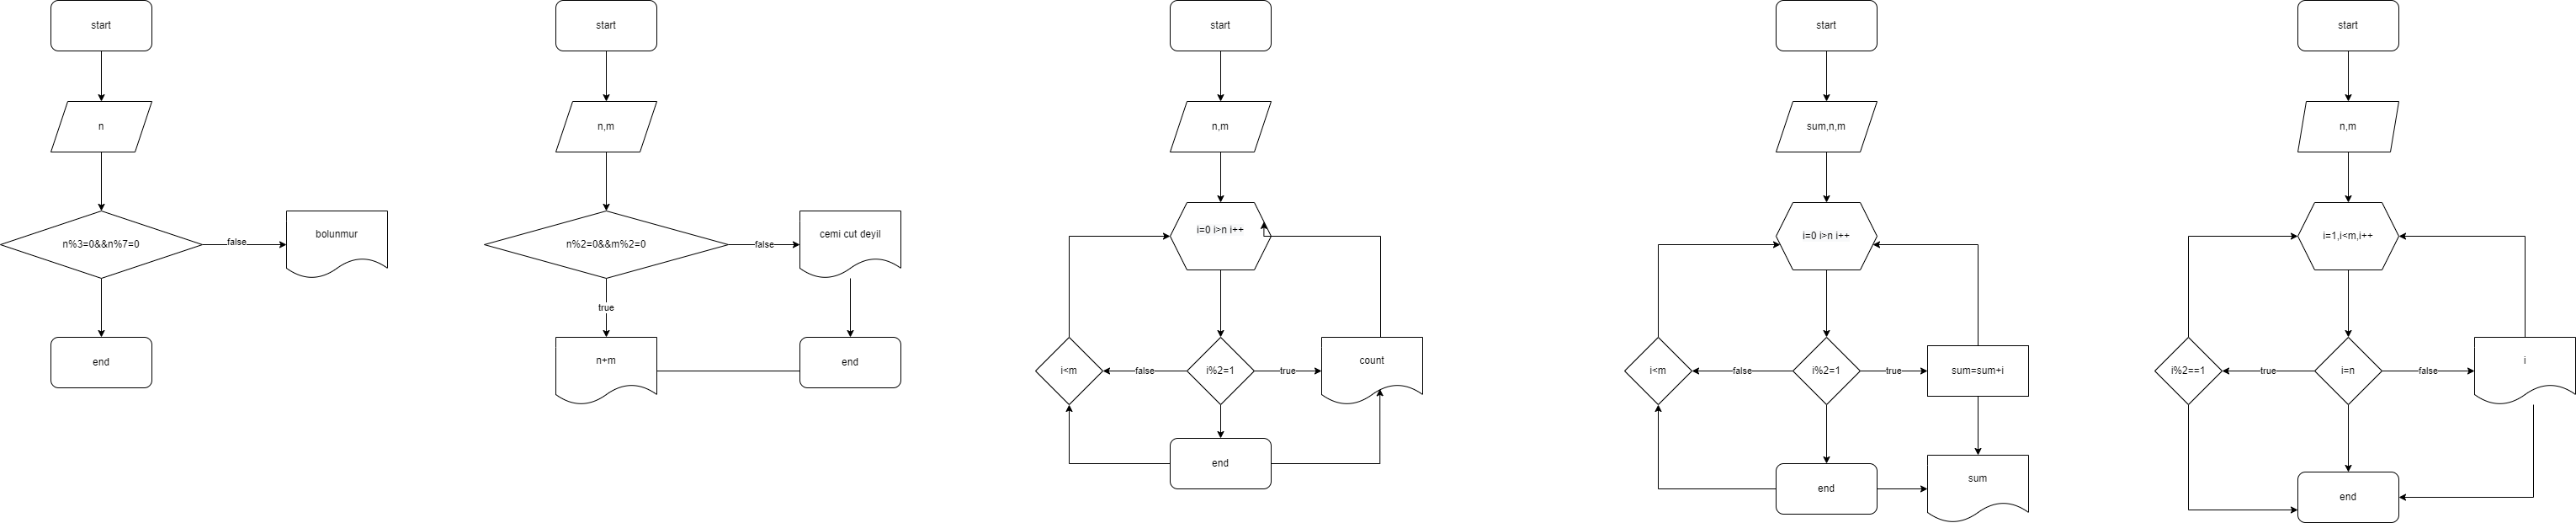 start
n
n%3=0&&n%7=0
false
bolunmur
end
start
n,m
n%2=0&&m%2=0
false
cemi cut deyil
true
n+m
end
start
n,m
i=0 i>n i++
i<m
false
i%2=1
true
count
end
start
sum,n,m
i=0 i>n i++
i<m
false
i%2=1
true
sum=sum+i
end
sum
start
n,m
i=1,i<m,i++
i%2==1
true
i=n
false
i
end